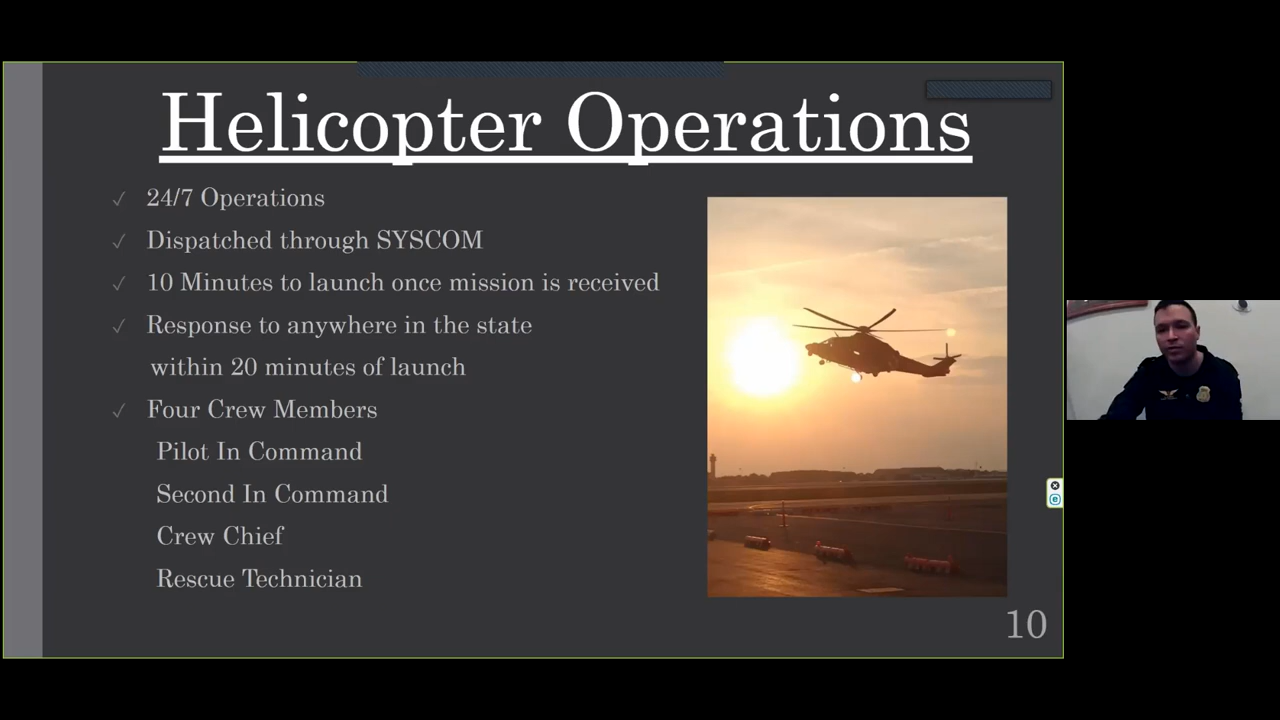 Helicopter Operations
✓ 24/7 Operations
✓ Dispatched through SYSCOM
✓ 10 Minutes to launch once mission is received
✓ Response to anywhere in the state
within 20 minutes of launch
✓ Four Crew Members
Pilot In Command
Second In Command
Crew Chief
Rescue Technician
10